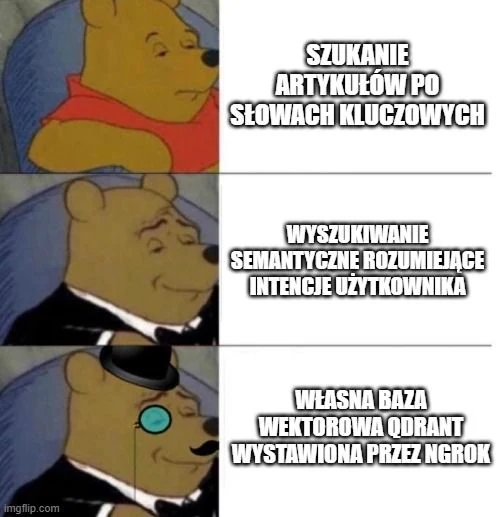 SZUKANIE
ARTYKUŁÓW PO
SŁOWACH KLUCZOWYCH
WYSZUKIWANIE
SEMANTYCZNE ROZUMIEJĄCE
INTENCJE UŻYTKOWNIKA
WŁASNA BAZA
WEKTOROWA QDRANT
WYSTAWIONA PRZEZ NGROK
imgflip.com